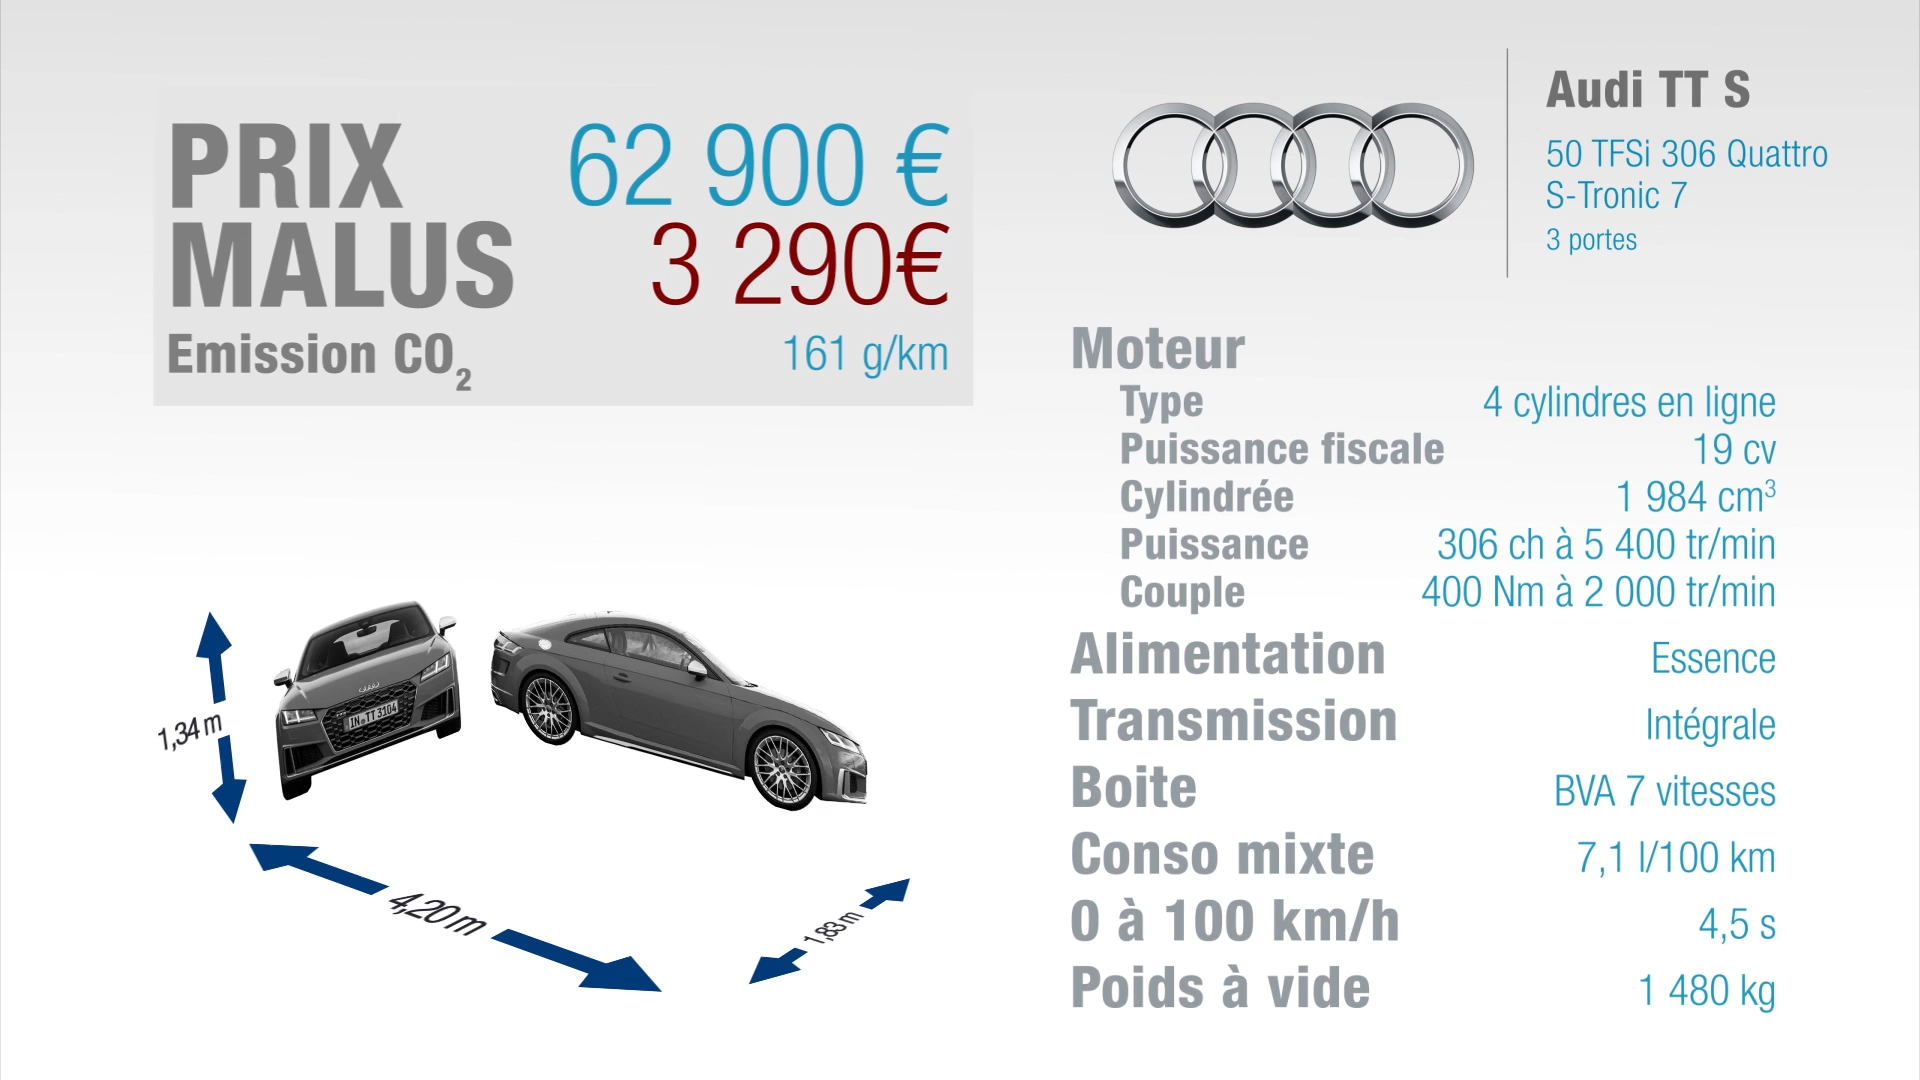 PRIX 62 900 €
MALUS 3 290€
Emission CO₂ 161 g/km
Audi TT S
50 TFSi 306 Quattro
S-Tronic 7
3 portes
Moteur
Type 4 cylindres en ligne
Puissance fiscale 19 cv
Cylindrée 1 984 cm³
Puissance 306 ch à 5 400 tr/min
Couple 400 Nm à 2 000 tr/min
Alimentation Essence
Transmission Intégrale
Boite BVA 7 vitesses
Conso mixte 7,1 l/100 km
0 à 100 km/h 4,5 s
Poids à vide 1 480 kg
1,34 m
IN TT 3104
4,20 m
1,83 m